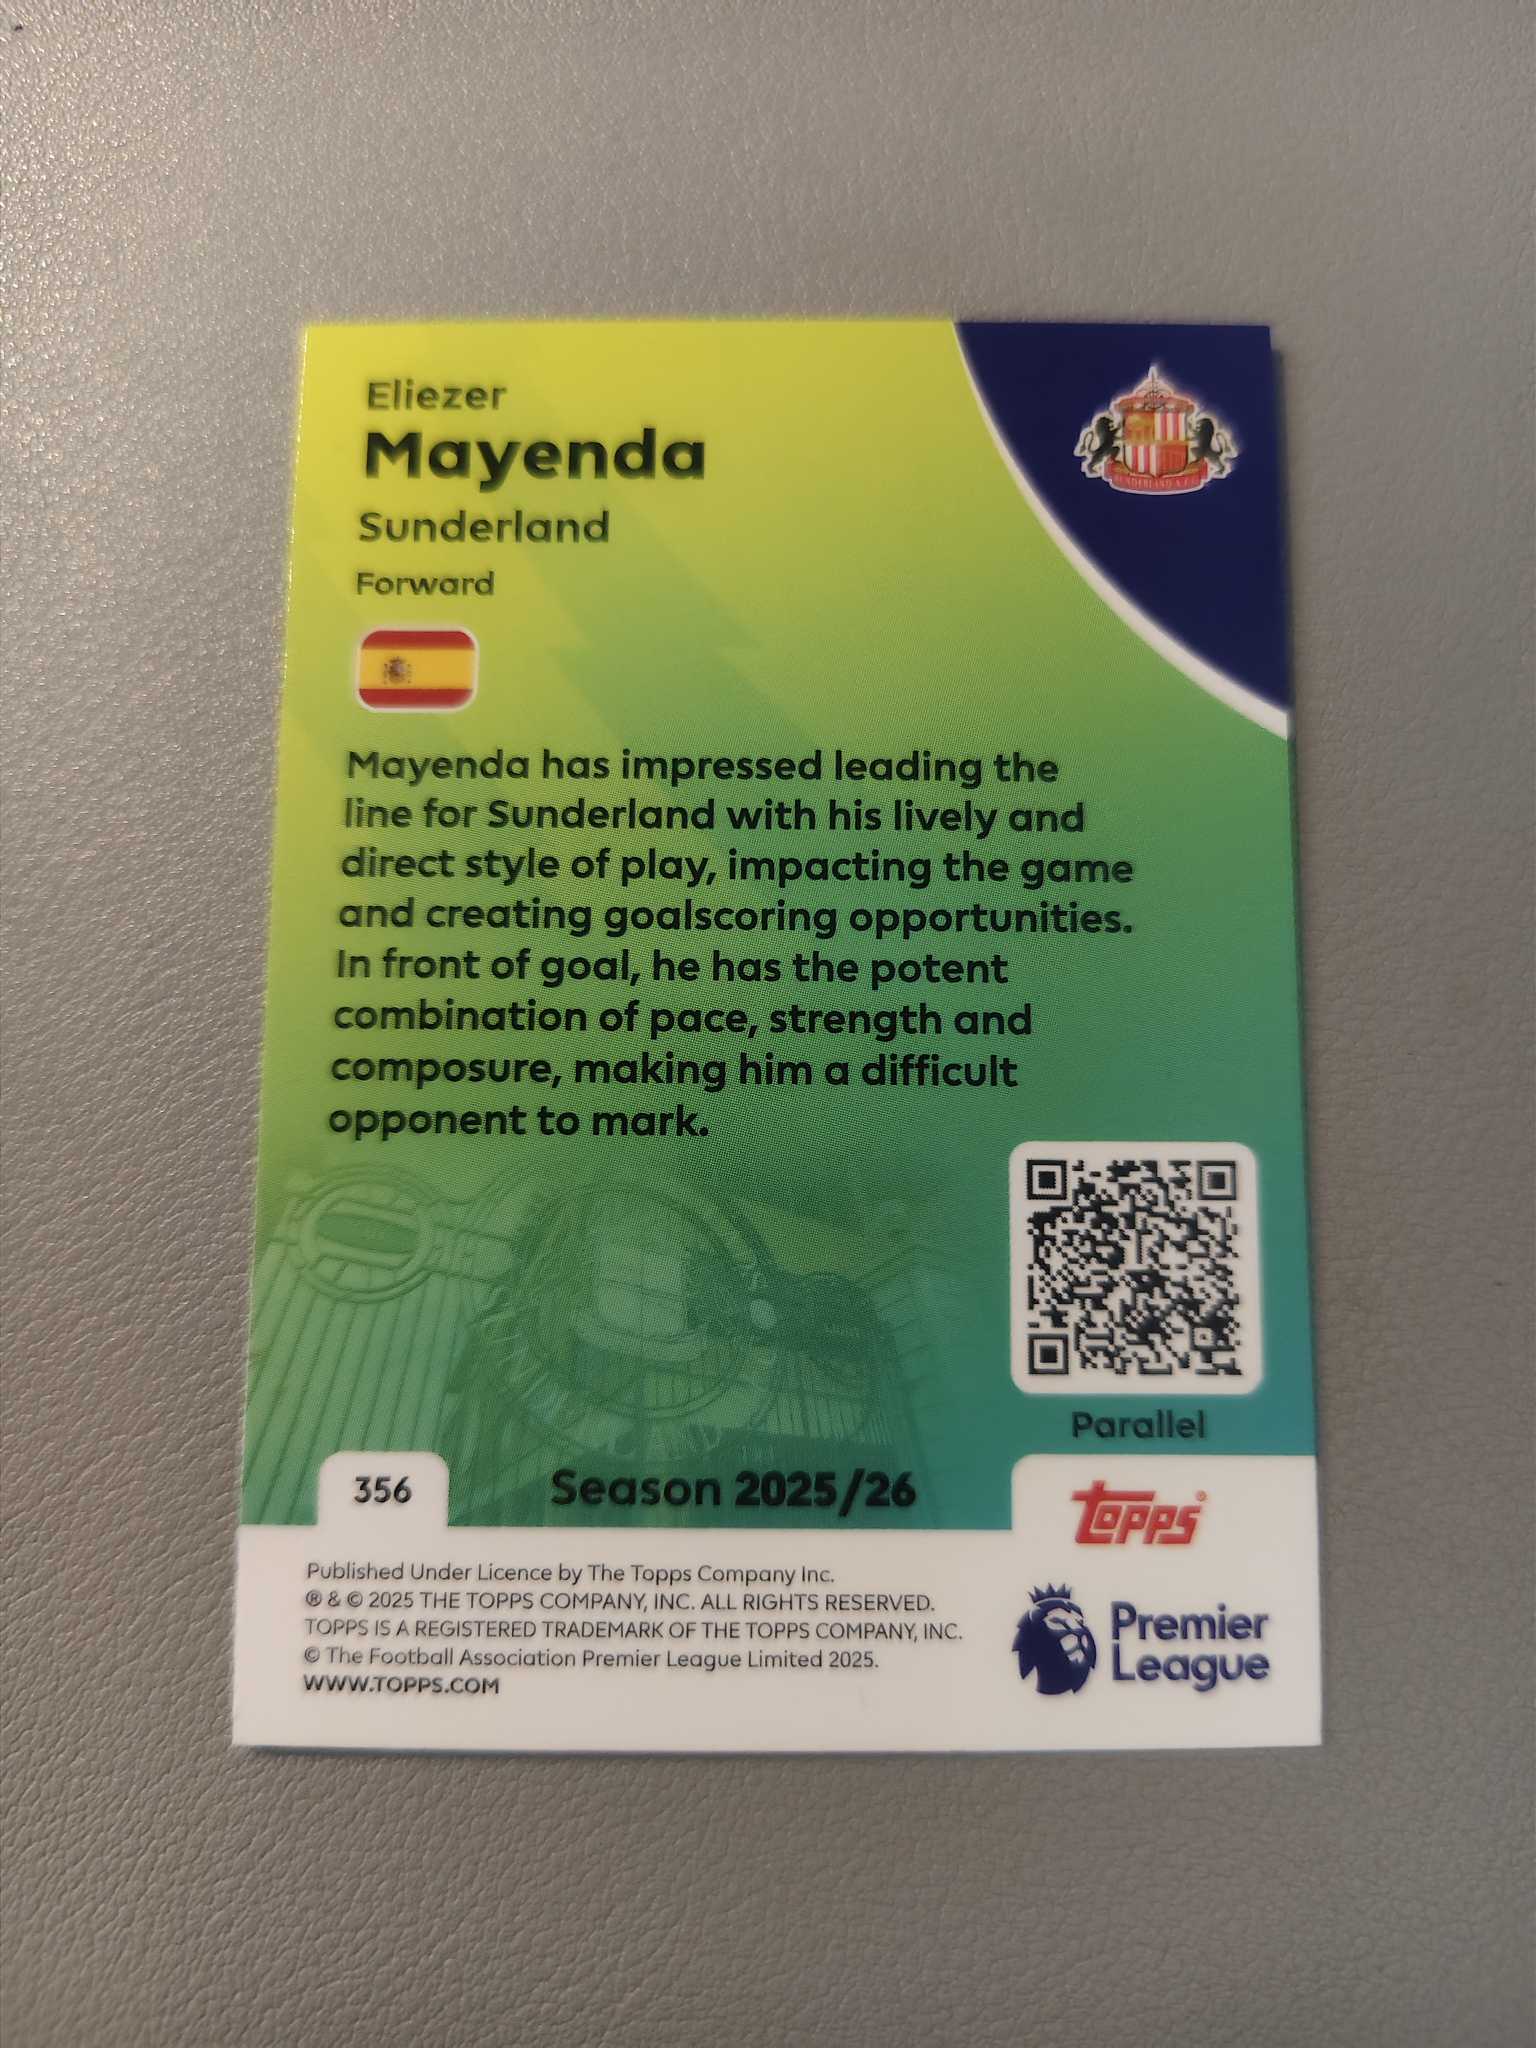 Eliezer
Mayenda
Sunderland
Forward
SUNDERLAND A.F.C.
Mayenda has impressed leading the
line for Sunderland with his lively and
direct style of play, impacting the game
and creating goalscoring opportunities.
In front of goal, he has the potent
combination of pace, strength and
composure, making him a difficult
opponent to mark.
Parallel
356
Season 2025/26
Topps®
Published Under Licence by The Topps Company Inc.
® & © 2025 THE TOPPS COMPANY, INC. ALL RIGHTS RESERVED.
TOPPS IS A REGISTERED TRADEMARK OF THE TOPPS COMPANY, INC.
© The Football Association Premier League Limited 2025.
WWW.TOPPS.COM
Premier
League